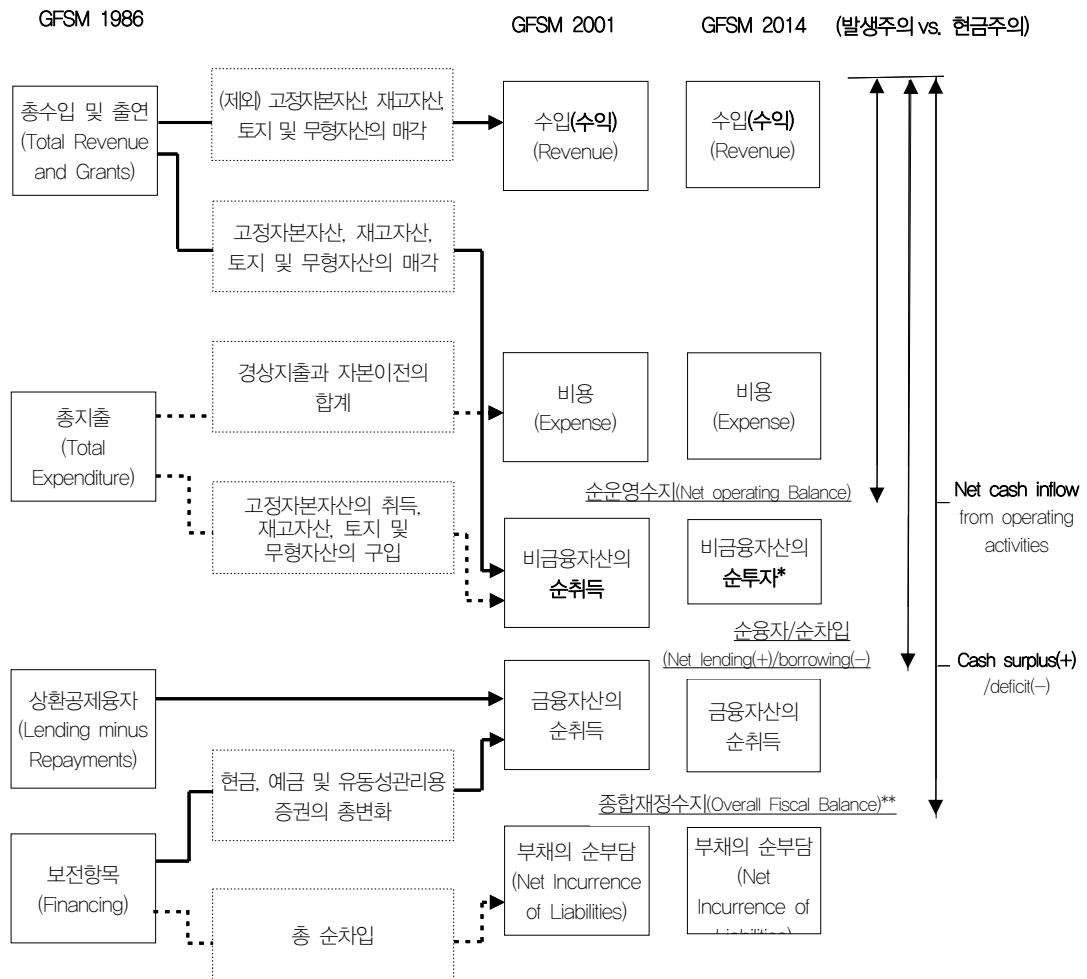 GFSM 1986
GFSM 2001
GFSM 2014
(발생주의 vs. 현금주의)
총수입 및 출연
(Total Revenue
and Grants)
(제외) 고정자본자산, 재고자산,
토지 및 무형자산의 매각
수입(수익)
(Revenue)
수입(수익)
(Revenue)
고정자본자산, 재고자산,
토지 및 무형자산의 매각
총지출
(Total
Expenditure)
경상지출과 자본이전의
합계
비용
(Expense)
비용
(Expense)
순운영수지(Net operating Balance)
Net cash inflow
from operating
activities
고정자본자산의 취득,
재고자산, 토지 및
무형자산의 구입
비금융자산의
순취득
비금융자산의
순투자*
순융자/순차입
(Net lending(+)/borrowing(-)
Cash surplus(+)
/deficit(-)
상환공제융자
(Lending minus
Repayments)
금융자산의
순취득
금융자산의
순취득
현금, 예금 및 유동성관리용
증권의 총변화
종합재정수지(Overall Fiscal Balance)**
보전항목
(Financing)
총 순차입
부채의 순부담
(Net Incurrence
of Liabilities)
부채의 순부담
(Net
Incurrence of
Liabilities)